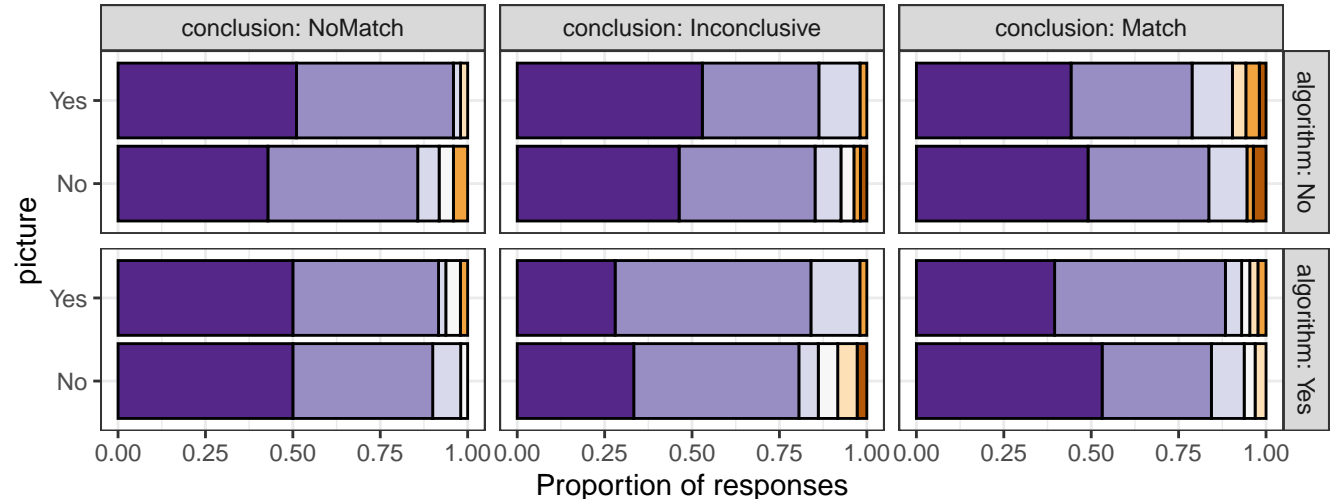 conclusion: NoMatch
conclusion: Inconclusive
conclusion: Match
picture
Yes
No
algorithm: No
Yes
No
algorithm: Yes
0.00 0.25 0.50 0.75 1.00
0.00 0.25 0.50 0.75 1.00
0.00 0.25 0.50 0.75 1.00
Proportion of responses